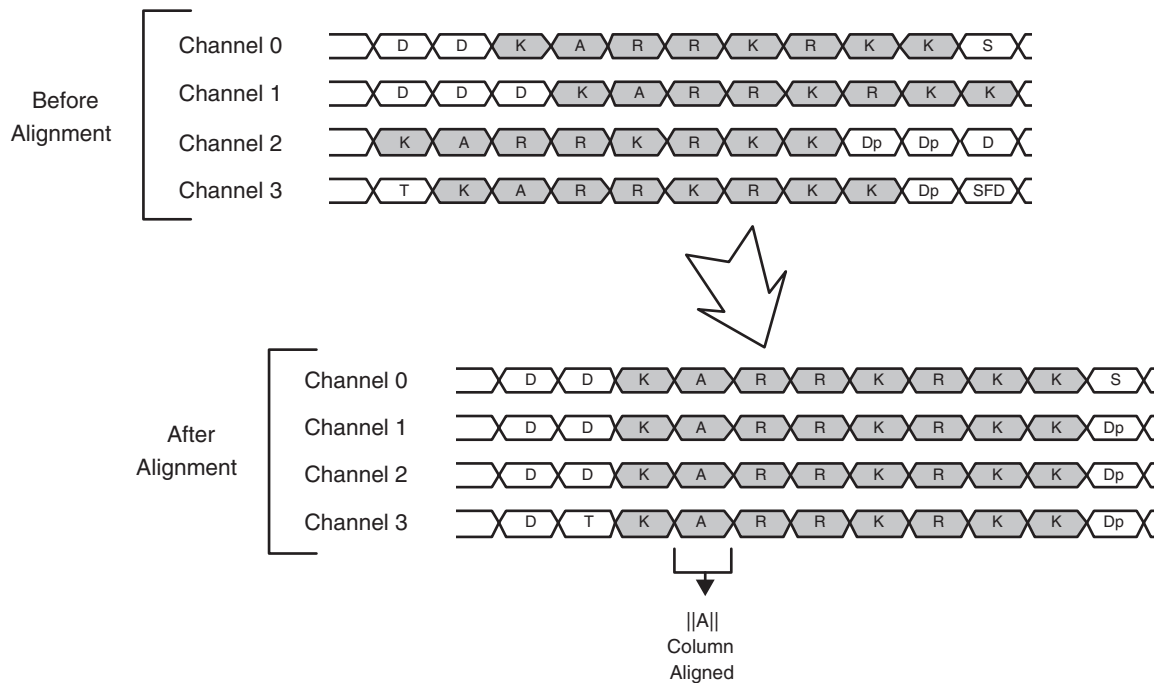 Before
Alignment
Channel 0 D D K A R R K R K K S
Channel 1 D D D K A R R K R K K
Channel 2 K A R R K R K K Dp Dp D
Channel 3 T K A R R K R K K Dp SFD
After
Alignment
Channel 0 D D K A R R K R K K S
Channel 1 D D K A R R K R K K Dp
Channel 2 D D K A R R K R K K Dp
Channel 3 D T K A R R K R K K Dp
||A||
Column
Aligned